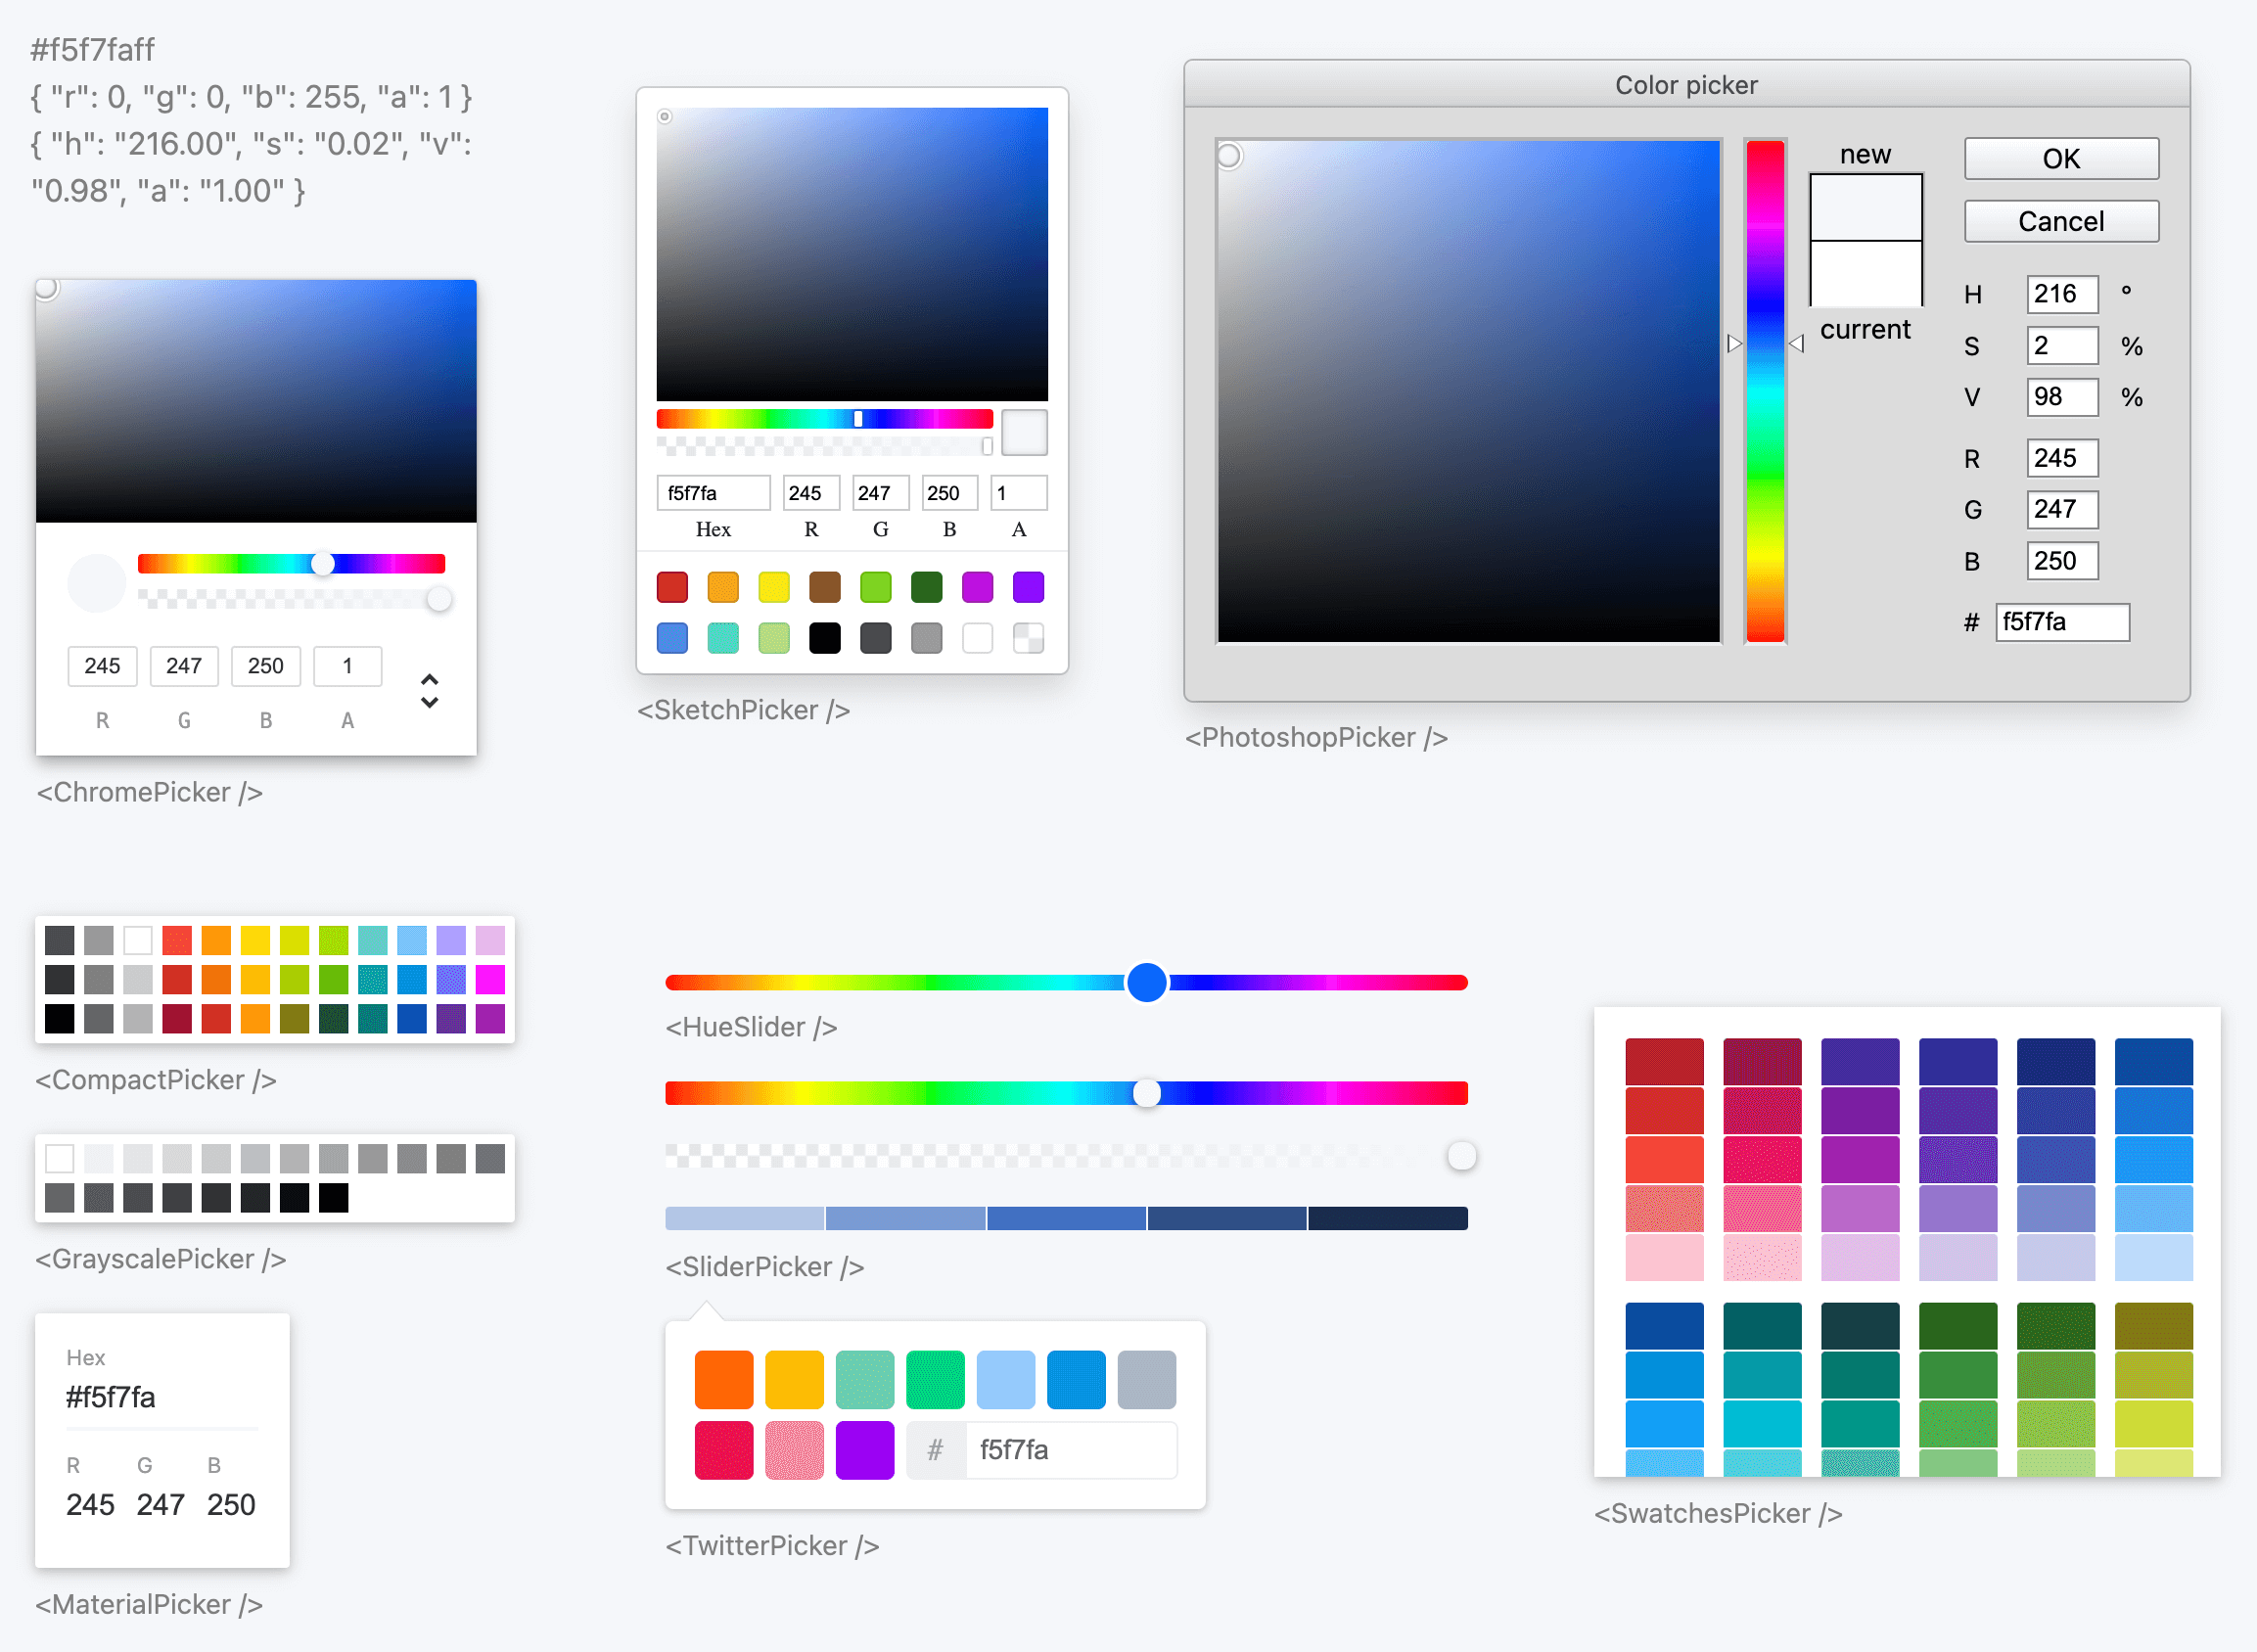 #f5f7faff
{ "r": 0, "g": 0, "b": 255, "a": 1 }
{ "h": "216.00", "s": "0.02", "v":
"0.98", "a": "1.00" }
245 247 250 1
R G B A
<ChromePicker />
f5f7fa 245 247 250 1
Hex R G B A
<SketchPicker />
Color picker
new
current
OK
Cancel
H 216 °
S 2 %
V 98 %
R 245
G 247
B 250
# f5f7fa
<PhotoshopPicker />
<CompactPicker />
<GrayscalePicker />
Hex
#f5f7fa
R G B
245 247 250
<MaterialPicker />
<HueSlider />
<SliderPicker />
# f5f7fa
<TwitterPicker />
<SwatchesPicker />